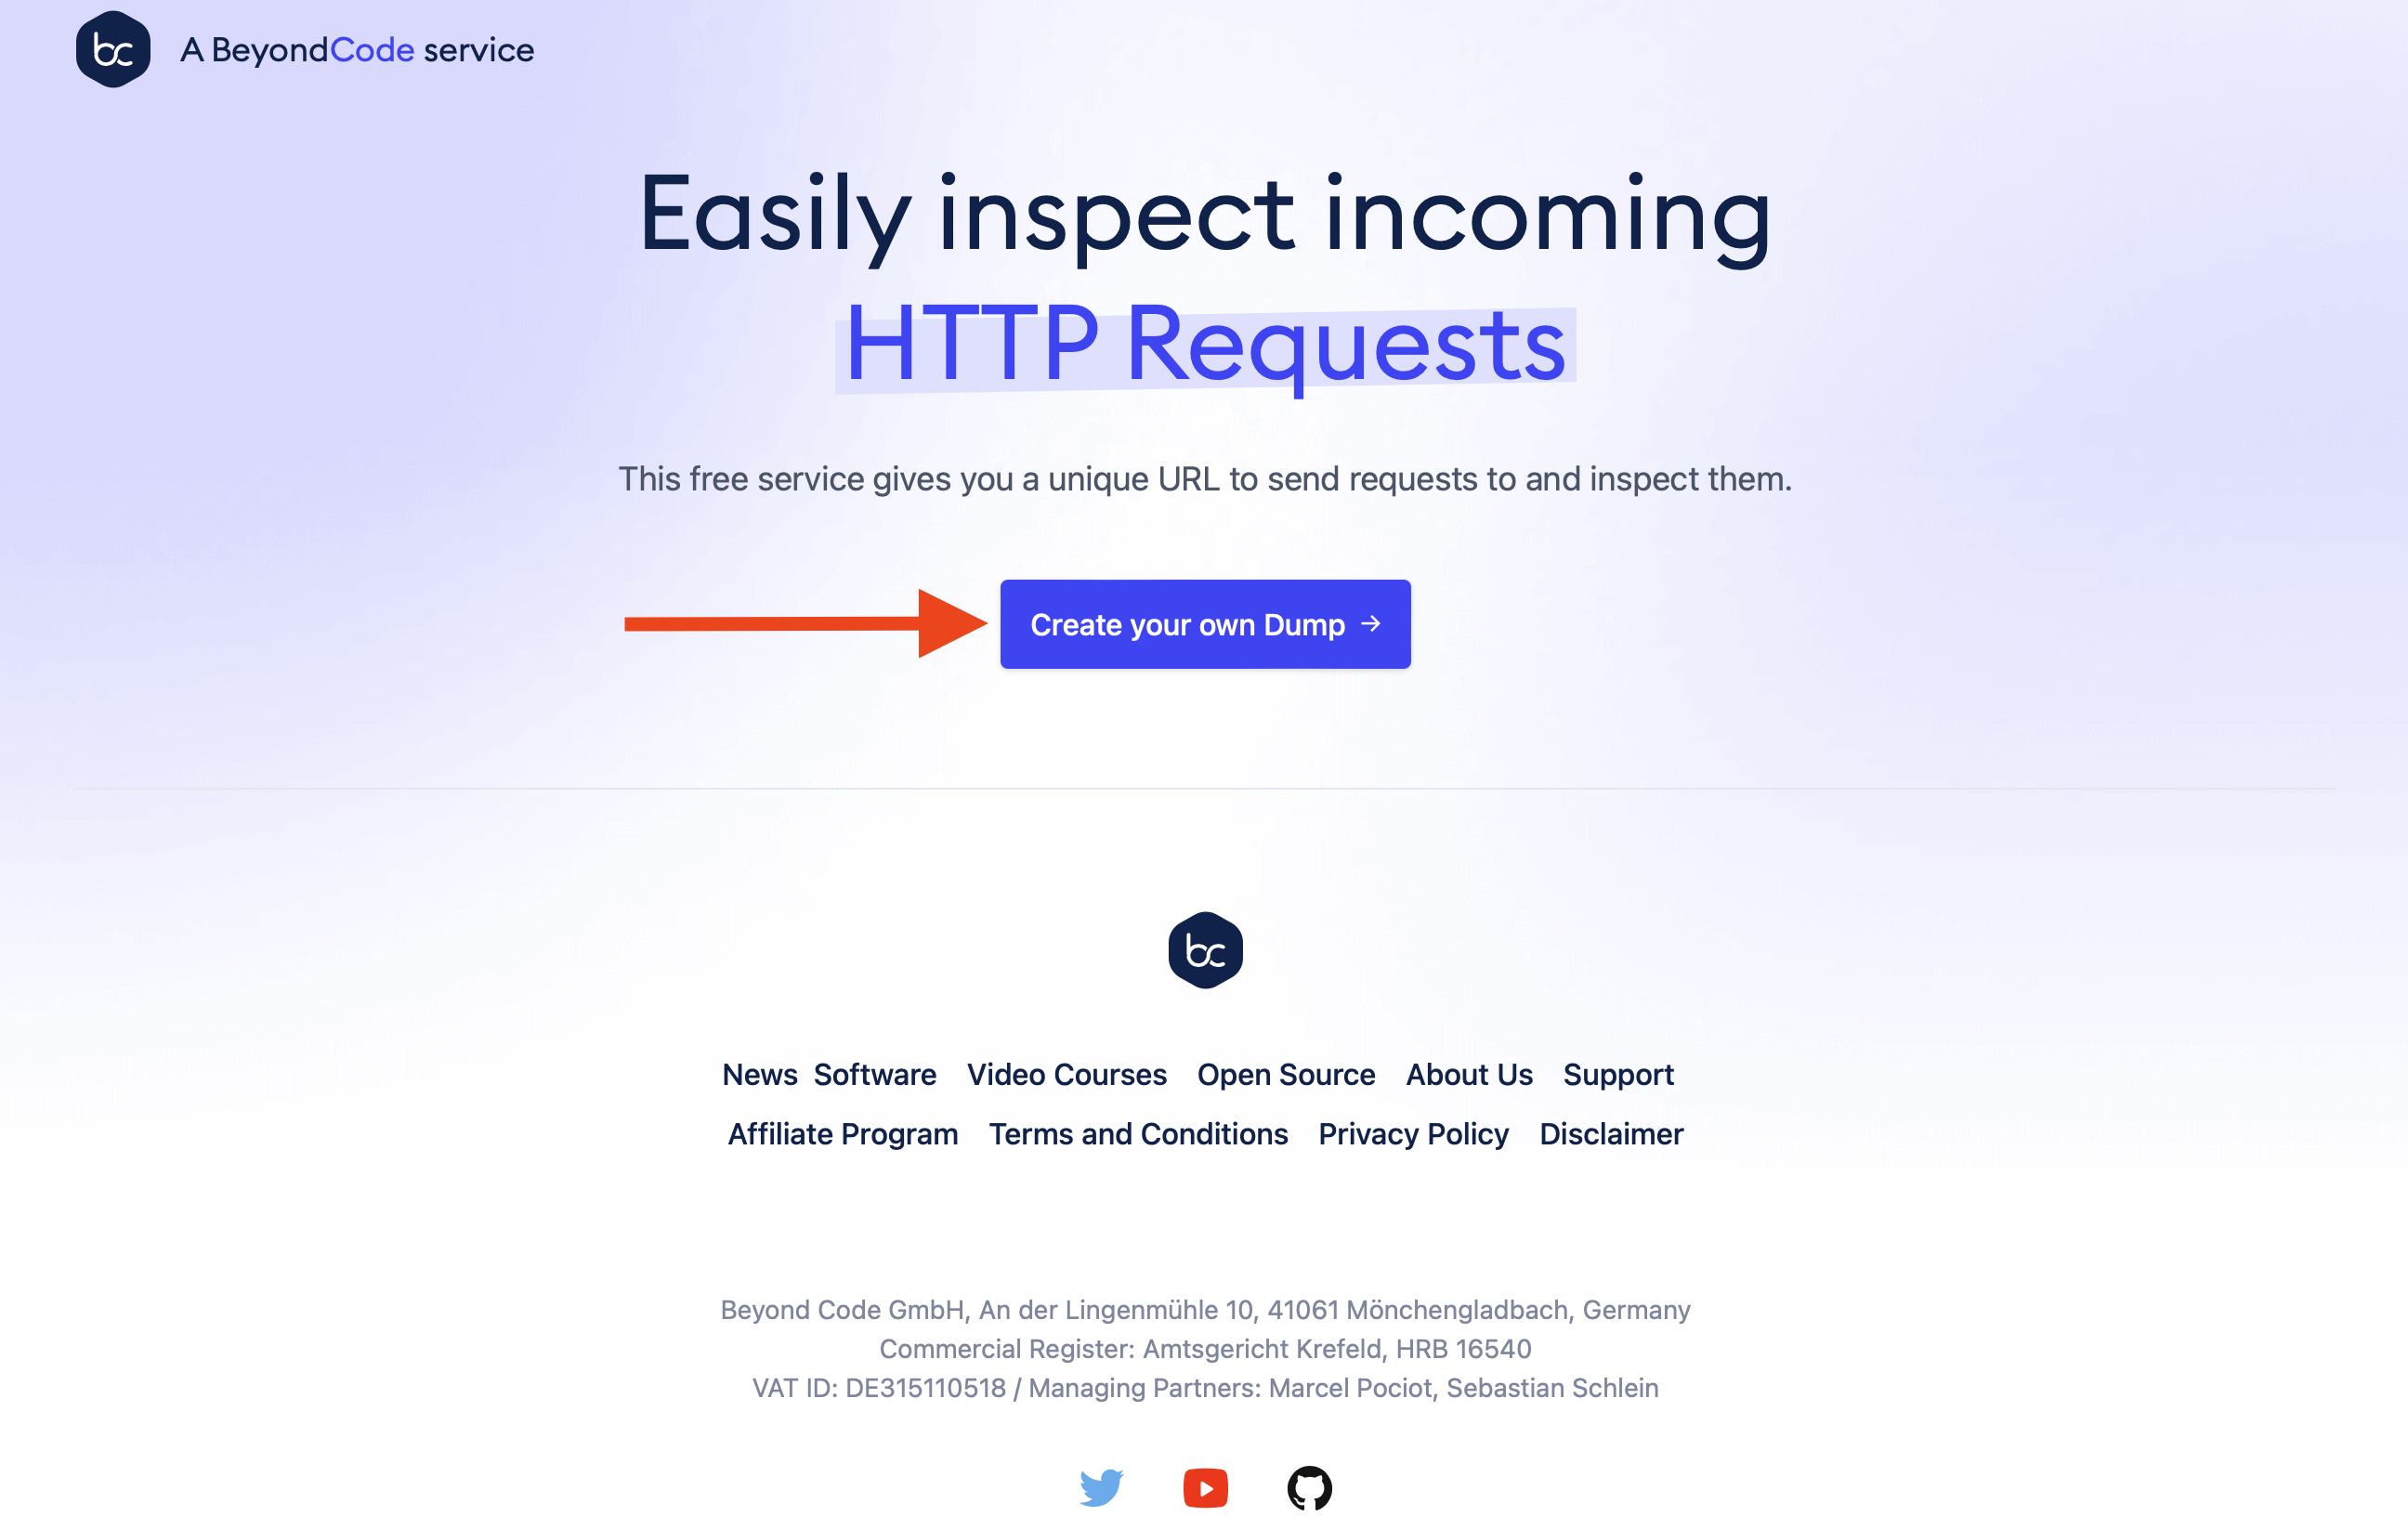 bc A BeyondCode service
Easily inspect incoming
HTTP Requests
This free service gives you a unique URL to send requests to and inspect them.
Create your own Dump →
bc
News Software Video Courses Open Source About Us Support
Affiliate Program Terms and Conditions Privacy Policy Disclaimer
Beyond Code GmbH, An der Lingenmühle 10, 41061 Mönchengladbach, Germany
Commercial Register: Amtsgericht Krefeld, HRB 16540
VAT ID: DE315110518 / Managing Partners: Marcel Pociot, Sebastian Schlein